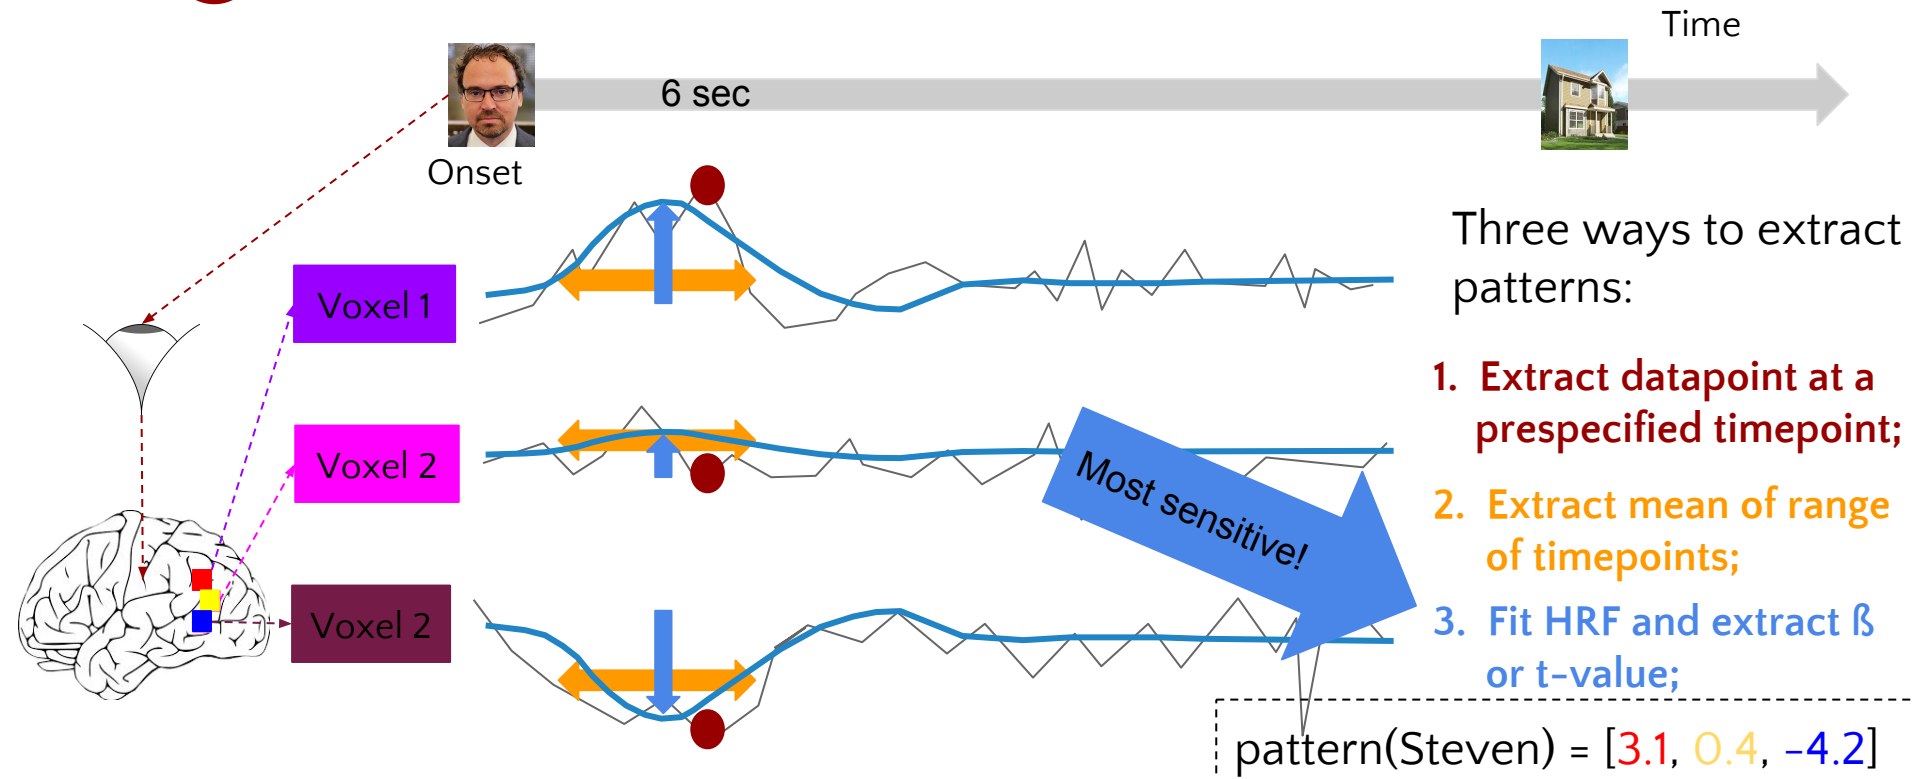 Time
6 sec
Onset
Three ways to extract
patterns:
Voxel 1
1. Extract datapoint at a
prespecified timepoint;
Voxel 2
Most sensitive!
2. Extract mean of range
of timepoints;
Voxel 2
3. Fit HRF and extract ß
or t-value;
pattern(Steven) = [3.1, 0.4, -4.2]